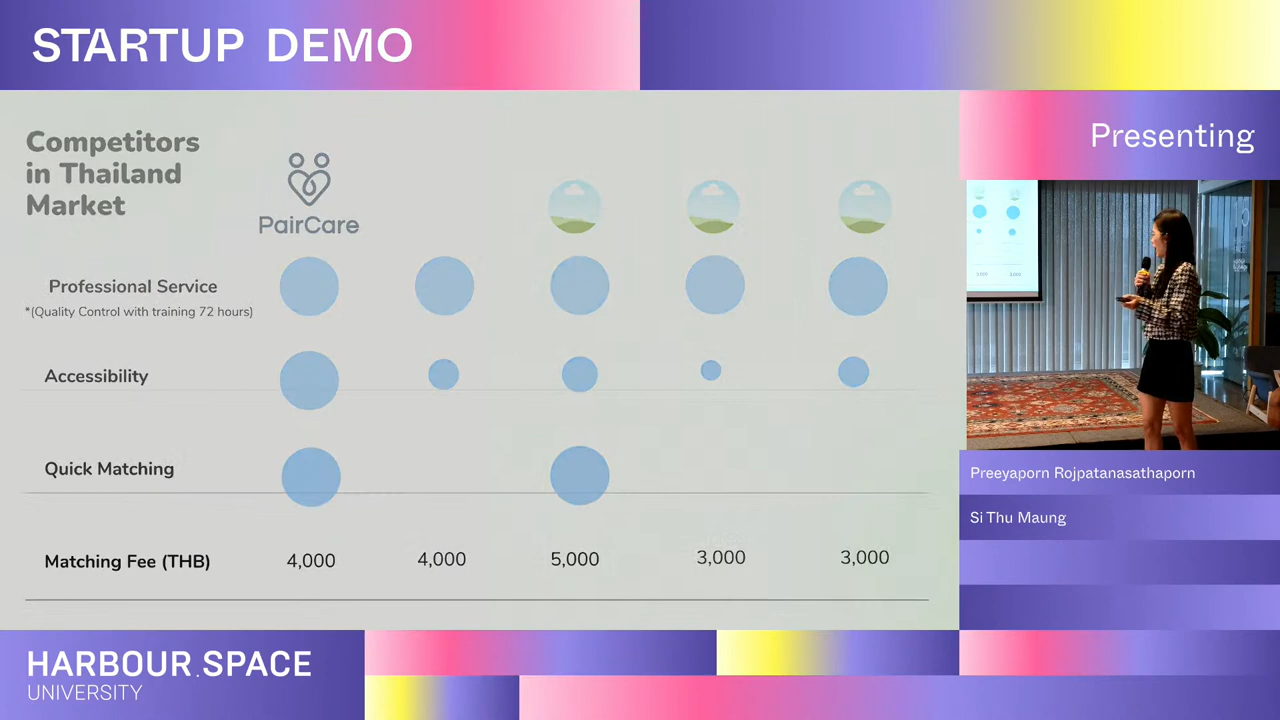 STARTUP DEMO
Presenting
Competitors
in Thailand
Market
PairCare
Professional Service
*(Quality Control with training 72 hours)
Accessibility
Quick Matching
Matching Fee (THB)
4,000
4,000
5,000
3,000
3,000
Preeyaporn Rojpatanasathaporn
Si Thu Maung
HARBOUR.SPACE
UNIVERSITY